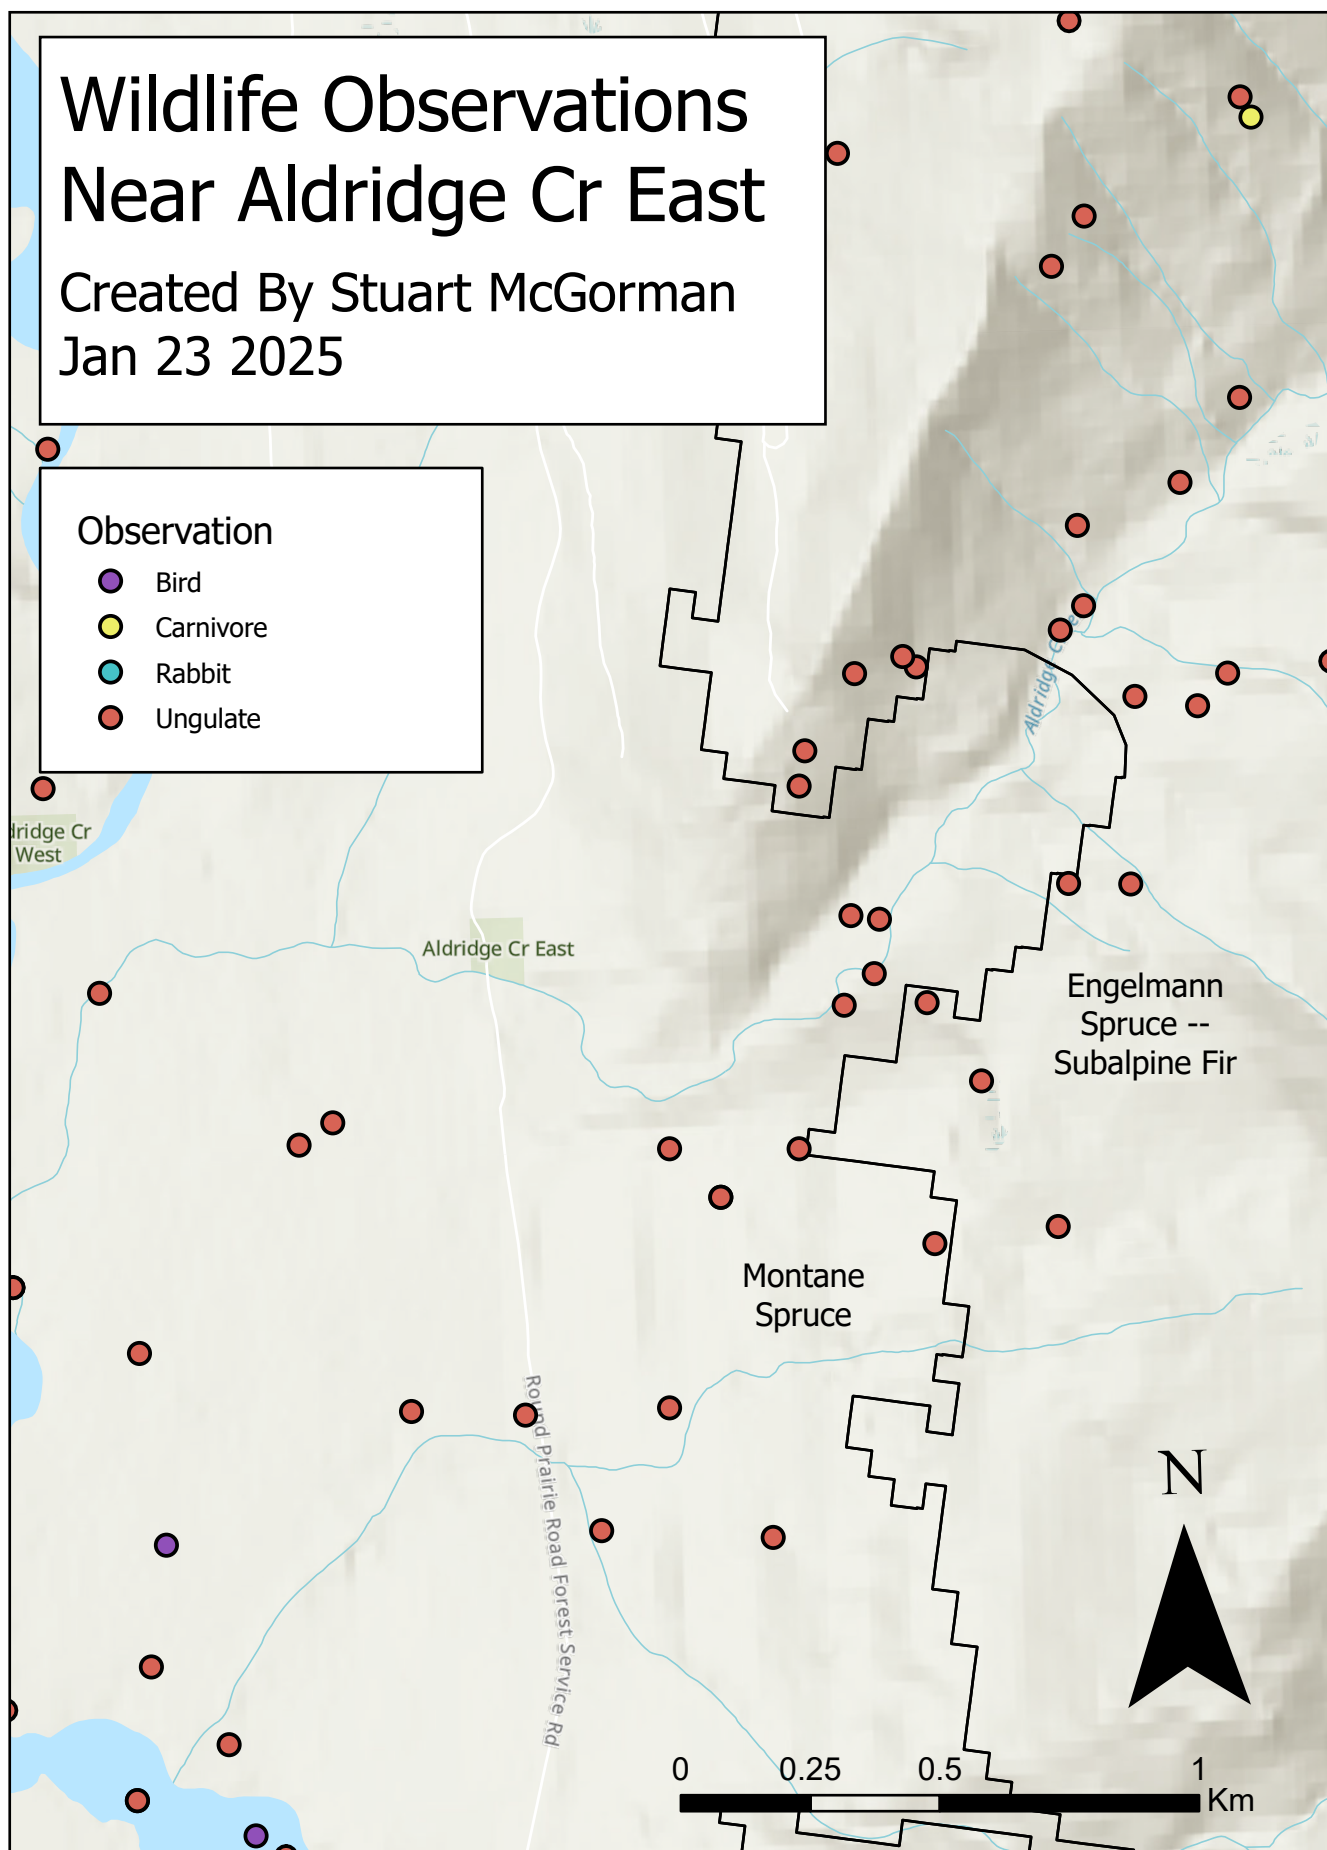 Wildlife Observations
Near Aldridge Cr East
Created By Stuart McGorman
Jan 23 2025
Observation
Bird
Carnivore
Rabbit
Ungulate
Aldridge
dridge Cr
West
Aldridge Cr East
Engelmann
Spruce --
Subalpine Fir
Montane
Spruce
Round Prairie Road Forest Service Rd
N
0 0.25 0.5 1
Km